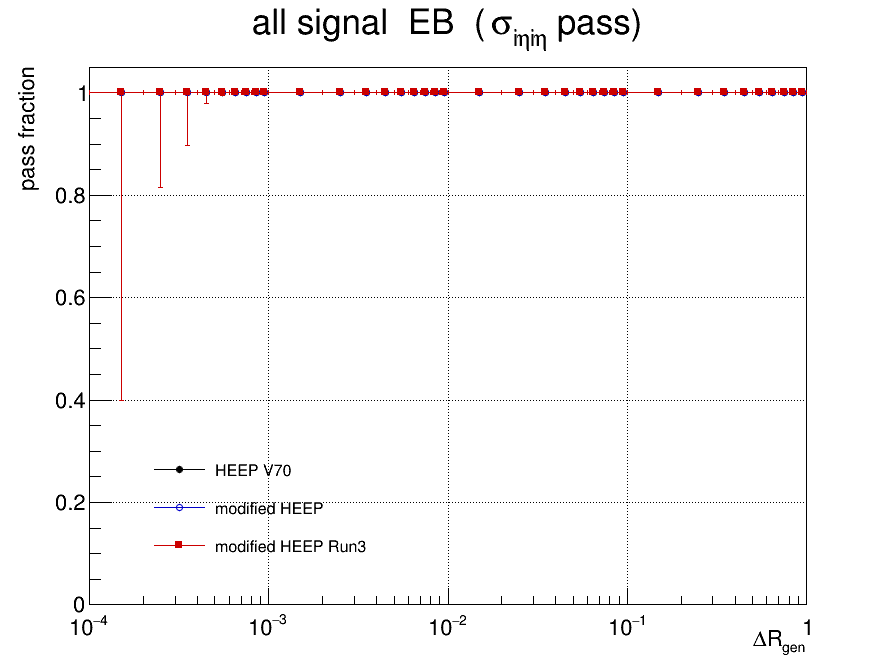 all signal EB ( σiηiη pass)
pass fraction
1
0.8
0.6
0.4
0.2
0
HEEP V70
modified HEEP
modified HEEP Run3
10⁻⁴ 10⁻³ 10⁻² 10⁻¹ 1
ΔRgen